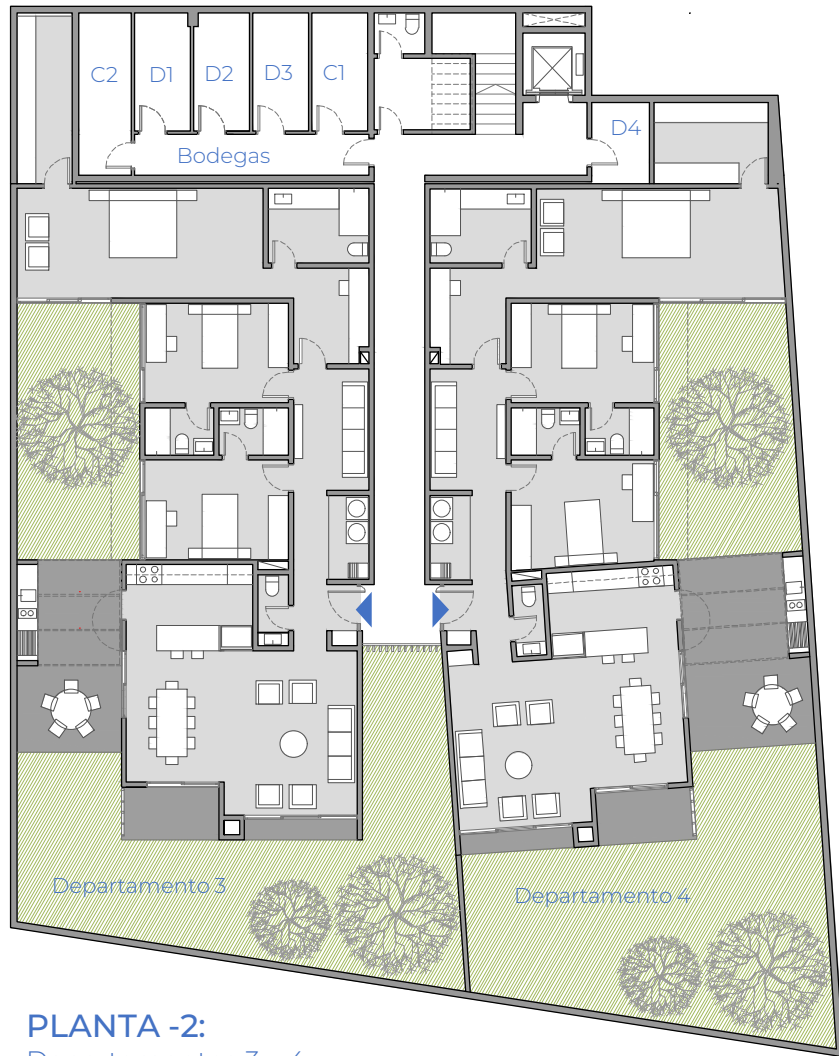 C2
D1
D2
D3
C1
D4
Bodegas
Departamento 3
Departamento 4
PLANTA -2: